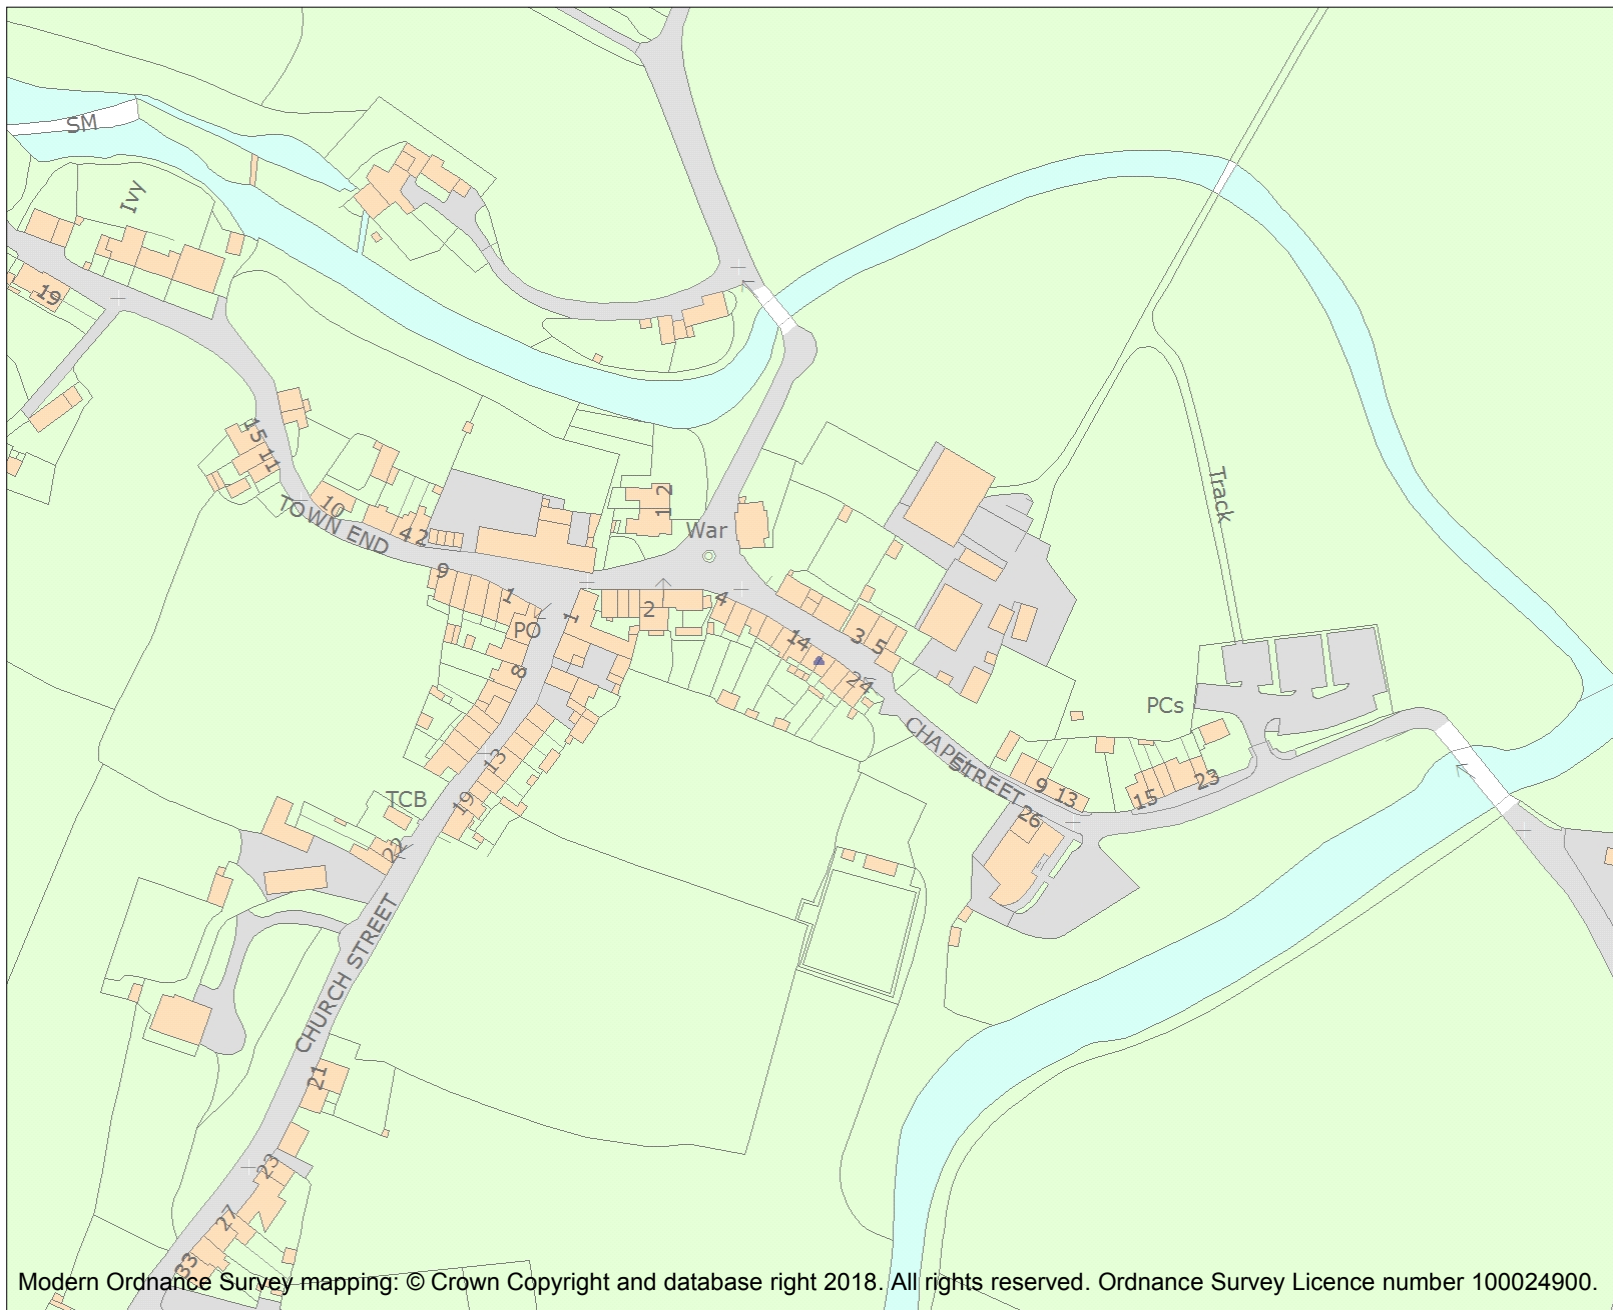 SM
Ivy
19
15
11
10
TOWN END
4
2
12
War
Track
9
1
PO
1
2
4
14
3
5
24
8
13
19
TCB
22
PCs
CHAPEL STREET
9
13
15
23
26
CHURCH STREET
21
23
27
33
Modern Ordnance Survey mapping: © Crown Copyright and database right 2018. All rights reserved. Ordnance Survey Licence number 100024900.